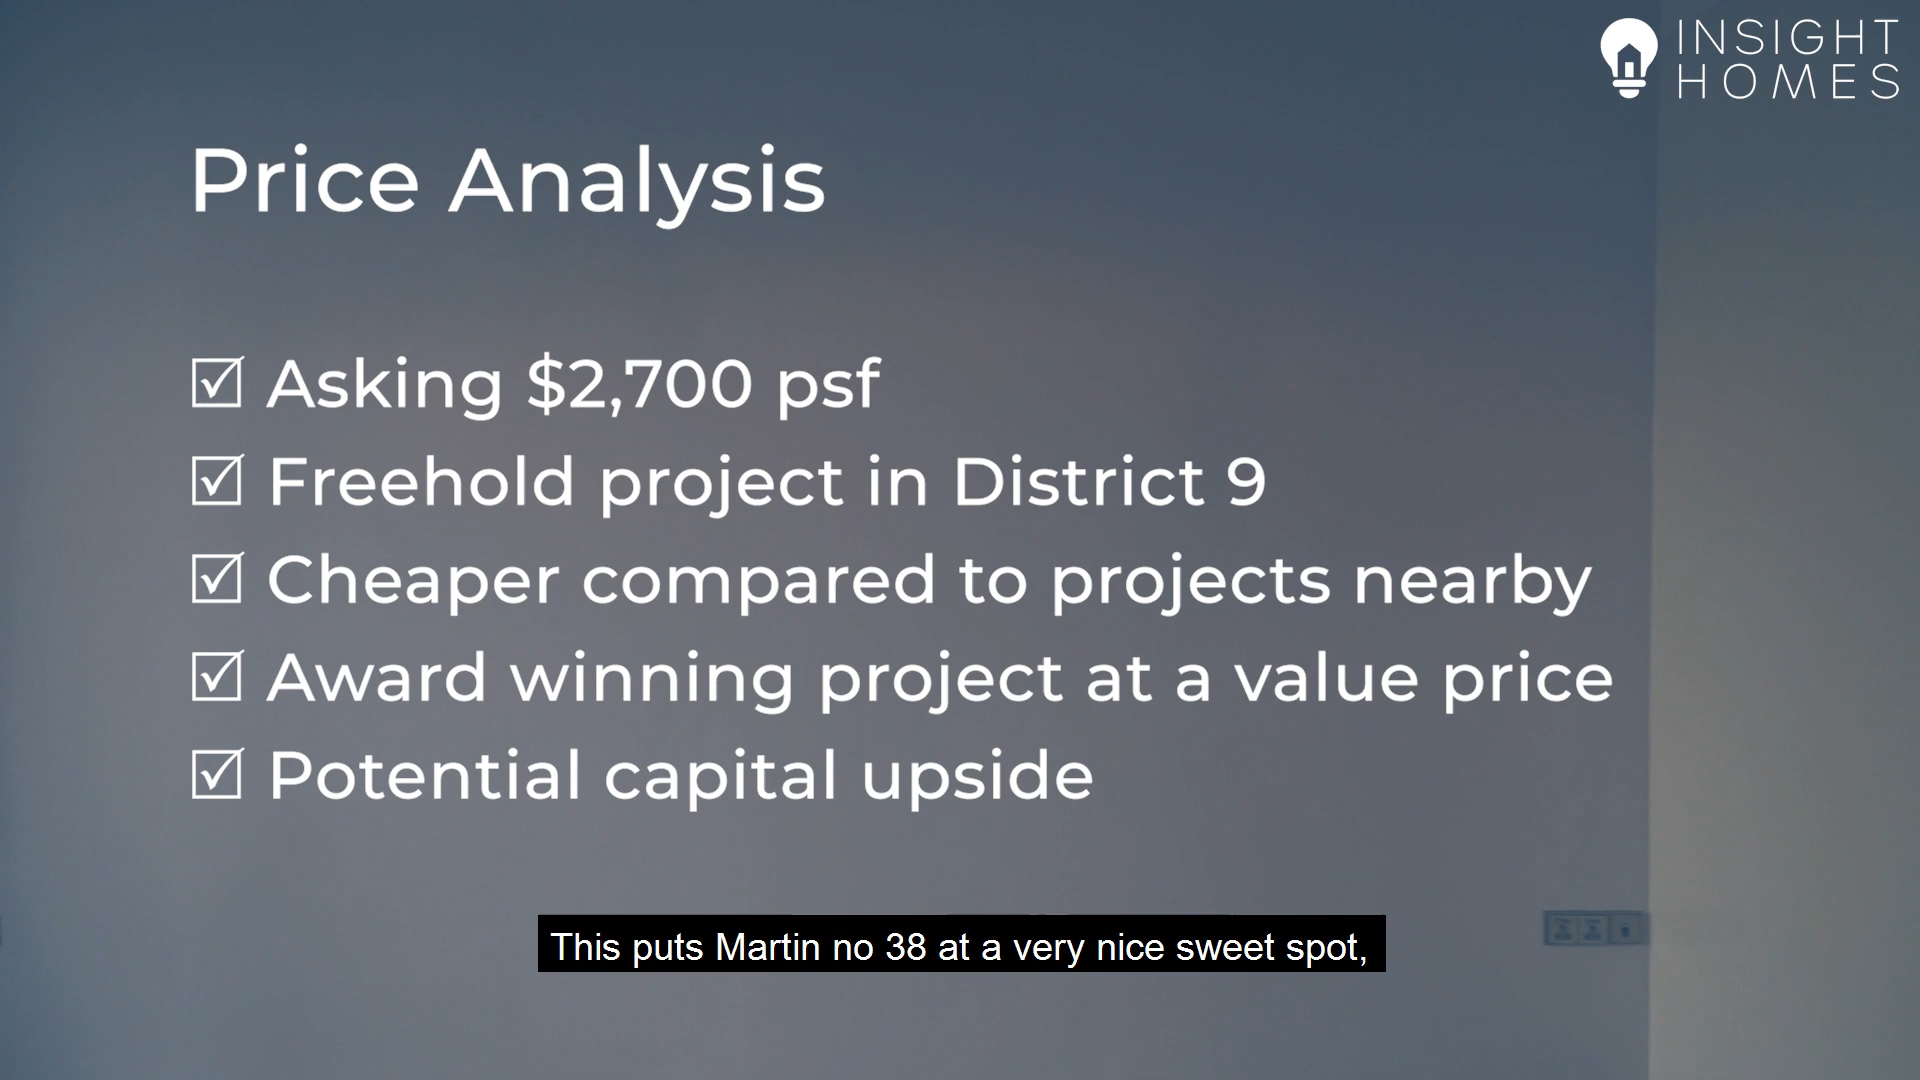 INSIGHT
HOMES
Price Analysis
☑ Asking $2,700 psf
☑ Freehold project in District 9
☑ Cheaper compared to projects nearby
☑ Award winning project at a value price
☑ Potential capital upside
This puts Martin no 38 at a very nice sweet spot,